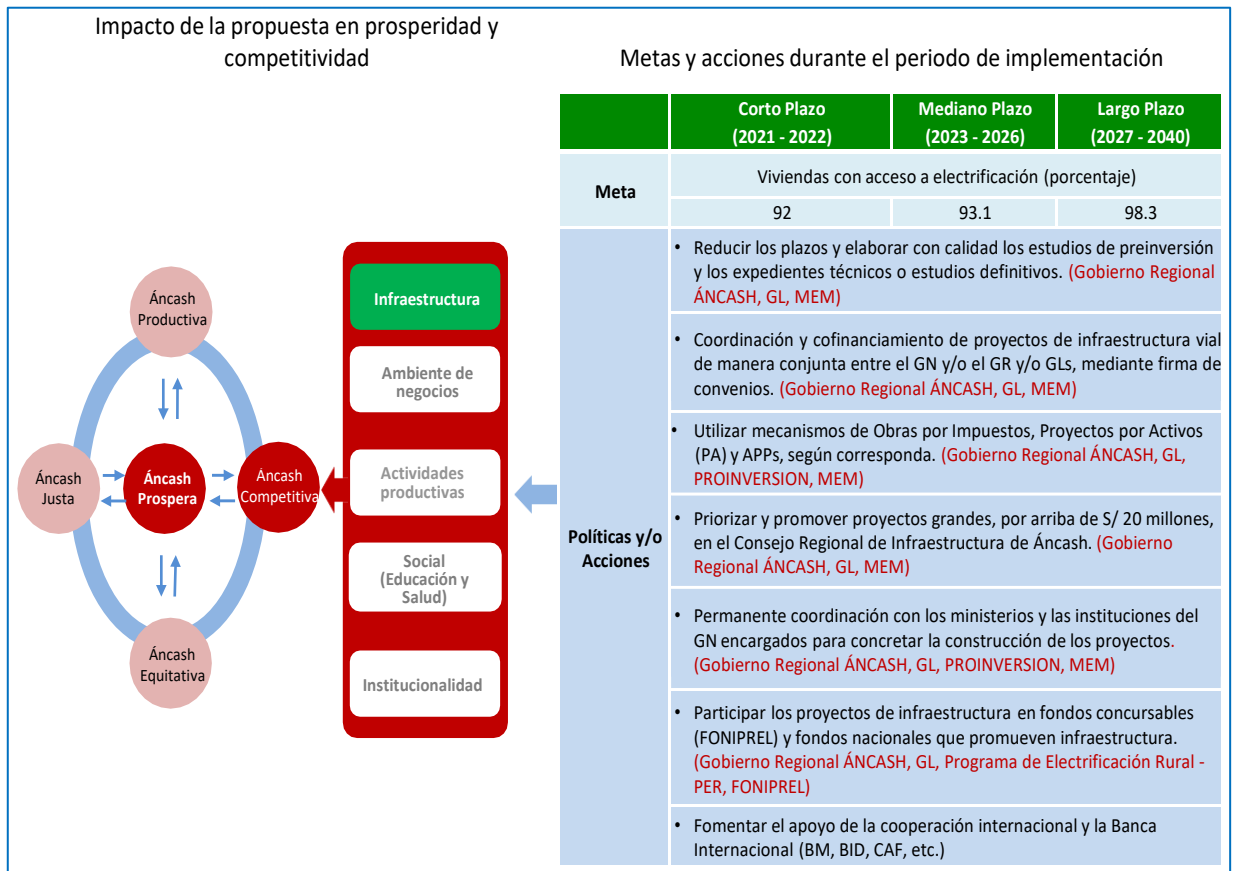 Impacto de la propuesta en prosperidad y
competitividad
Áncash
Productiva
Áncash
Justa
Áncash
Prospera
Áncash
Competitiva
Áncash
Equitativa
Infraestructura
Ambiente de
negocios
Actividades
productivas
Social
(Educación y
Salud)
Institucionalidad
Metas y acciones durante el periodo de implementación
Corto Plazo
(2021 - 2022)
Mediano Plazo
(2023 - 2026)
Largo Plazo
(2027 - 2040)
Meta
Viviendas con acceso a electrificación (porcentaje)
92
93.1
98.3
Políticas y/o
Acciones
• Reducir los plazos y elaborar con calidad los estudios de preinversión
y los expedientes técnicos o estudios definitivos. (Gobierno Regional
ÁNCASH, GL, MEM)
• Coordinación y cofinanciamiento de proyectos de infraestructura vial
de manera conjunta entre el GN y/o el GR y/o GLs, mediante firma de
convenios. (Gobierno Regional ÁNCASH, GL, MEM)
• Utilizar mecanismos de Obras por Impuestos, Proyectos por Activos
(PA) y APPs, según corresponda. (Gobierno Regional ÁNCASH, GL,
PROINVERSION, MEM)
• Priorizar y promover proyectos grandes, por arriba de S/ 20 millones,
en el Consejo Regional de Infraestructura de Áncash. (Gobierno
Regional ÁNCASH, GL, MEM)
• Permanente coordinación con los ministerios y las instituciones del
GN encargados para concretar la construcción de los proyectos.
(Gobierno Regional ÁNCASH, GL, PROINVERSION, MEM)
• Participar los proyectos de infraestructura en fondos concursables
(FONIPREL) y fondos nacionales que promueven infraestructura.
(Gobierno Regional ÁNCASH, GL, Programa de Electrificación Rural -
PER, FONIPREL)
• Fomentar el apoyo de la cooperación internacional y la Banca
Internacional (BM, BID, CAF, etc.)